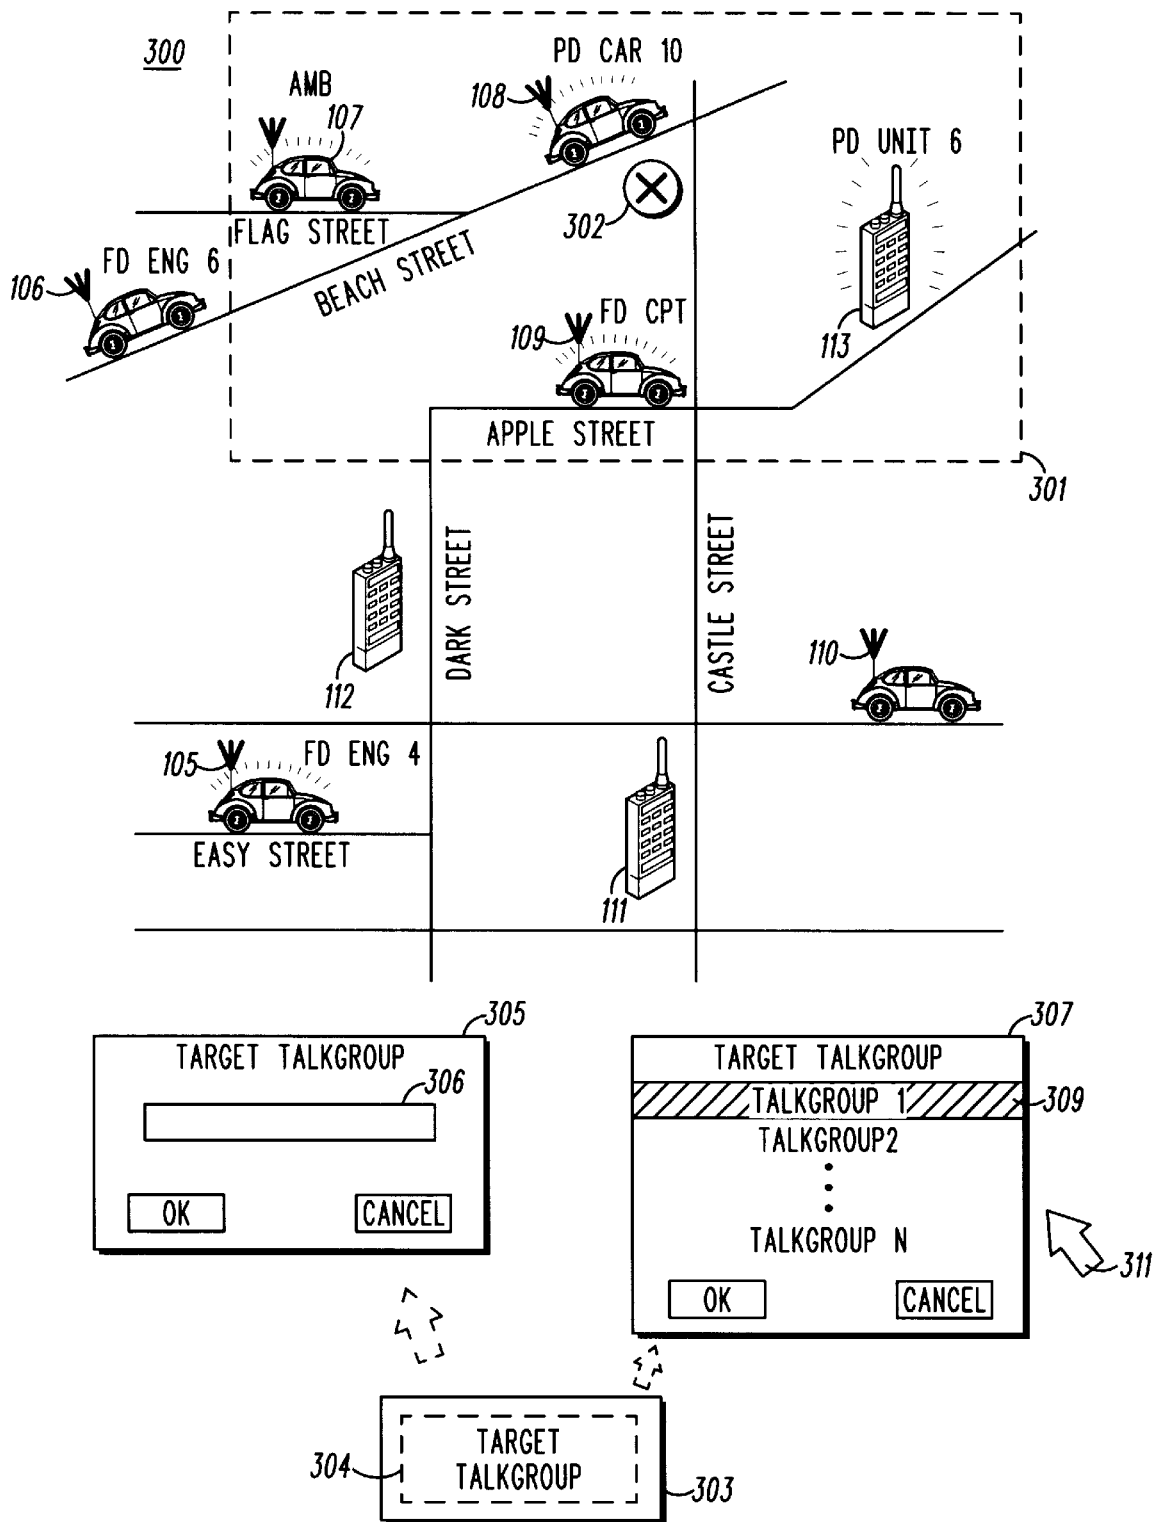 300
PD CAR 10
AMB
107
108
PD UNIT 6
302
FLAG STREET
FD ENG 6
106
BEACH STREET
109
FD CPT
113
APPLE STREET
301
DARK STREET
CASTLE STREET
112
110
105
FD ENG 4
EASY STREET
111
305
TARGET TALKGROUP
306
OK
CANCEL
307
TARGET TALKGROUP
TALKGROUP 1
309
TALKGROUP2
TALKGROUP N
311
OK
CANCEL
304
TARGET
TALKGROUP
303